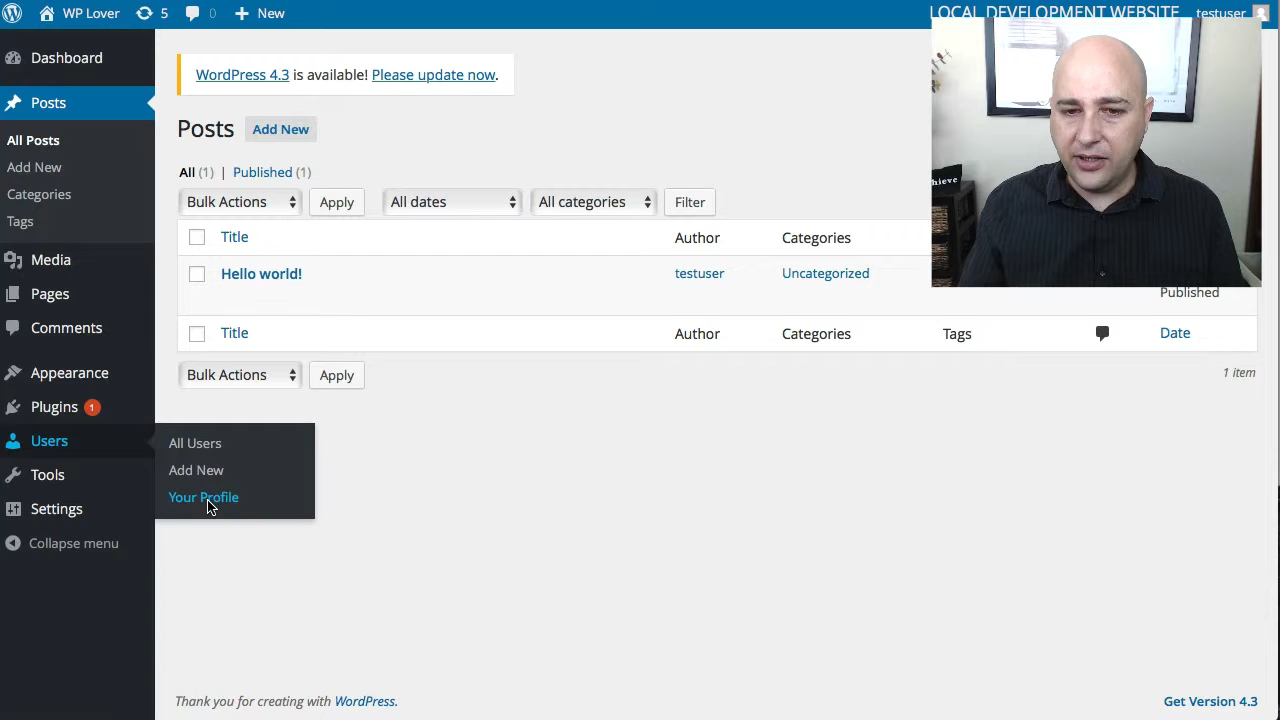 WP Lover 5 New LOCAL DEVELOPMENT WEBSITE testuser
Dashboard
Posts
All Posts
Add New
Categories
Tags
Media
Pages
Comments
Appearance
Plugins 1
Users
Tools
Settings
Collapse menu
All Users
Add New
Your Profile
WordPress 4.3 is available! Please update now.
Posts Add New
All (1) | Published (1)
Bulk Actions Apply All dates All categories Filter
Title Author Categories
Hello world! testuser Uncategorized
Published
Title Author Categories Tags Date
Bulk Actions Apply 1 item
hieve
Thank you for creating with WordPress. Get Version 4.3